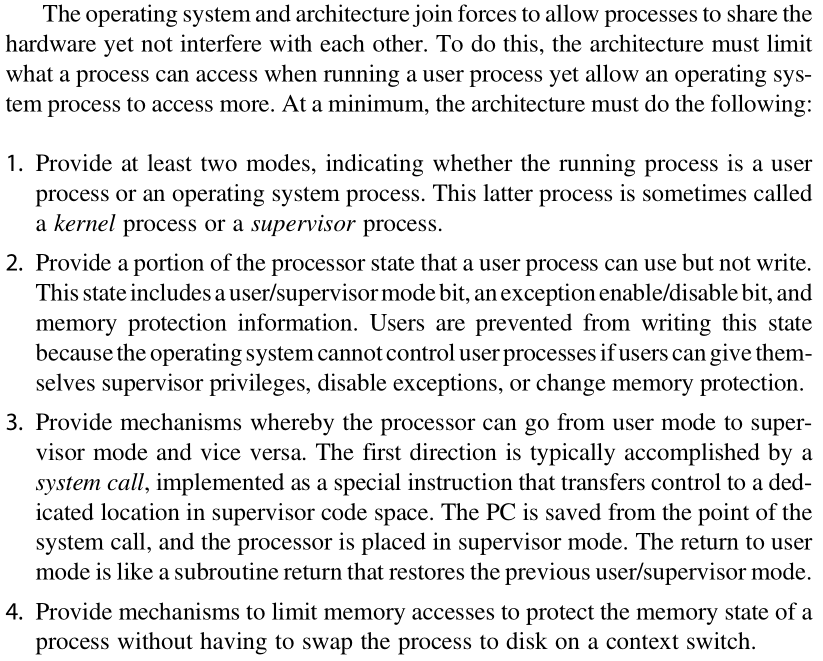 The operating system and architecture join forces to allow processes to share the
hardware yet not interfere with each other. To do this, the architecture must limit
what a process can access when running a user process yet allow an operating sys-
tem process to access more. At a minimum, the architecture must do the following:
1. Provide at least two modes, indicating whether the running process is a user
process or an operating system process. This latter process is sometimes called
a kernel process or a supervisor process.
2. Provide a portion of the processor state that a user process can use but not write.
This state includes a user/supervisor mode bit, an exception enable/disable bit, and
memory protection information. Users are prevented from writing this state
because the operating system cannot control user processes if users can give them-
selves supervisor privileges, disable exceptions, or change memory protection.
3. Provide mechanisms whereby the processor can go from user mode to super-
visor mode and vice versa. The first direction is typically accomplished by a
system call, implemented as a special instruction that transfers control to a ded-
icated location in supervisor code space. The PC is saved from the point of the
system call, and the processor is placed in supervisor mode. The return to user
mode is like a subroutine return that restores the previous user/supervisor mode.
4. Provide mechanisms to limit memory accesses to protect the memory state of a
process without having to swap the process to disk on a context switch.